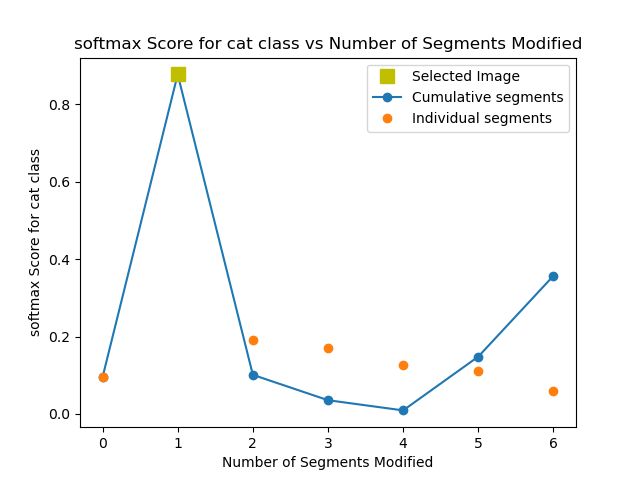 softmax Score for cat class vs Number of Segments Modified
Selected Image
Cumulative segments
Individual segments
softmax Score for cat class
0.8
0.6
0.4
0.2
0.0
0 1 2 3 4 5 6
Number of Segments Modified